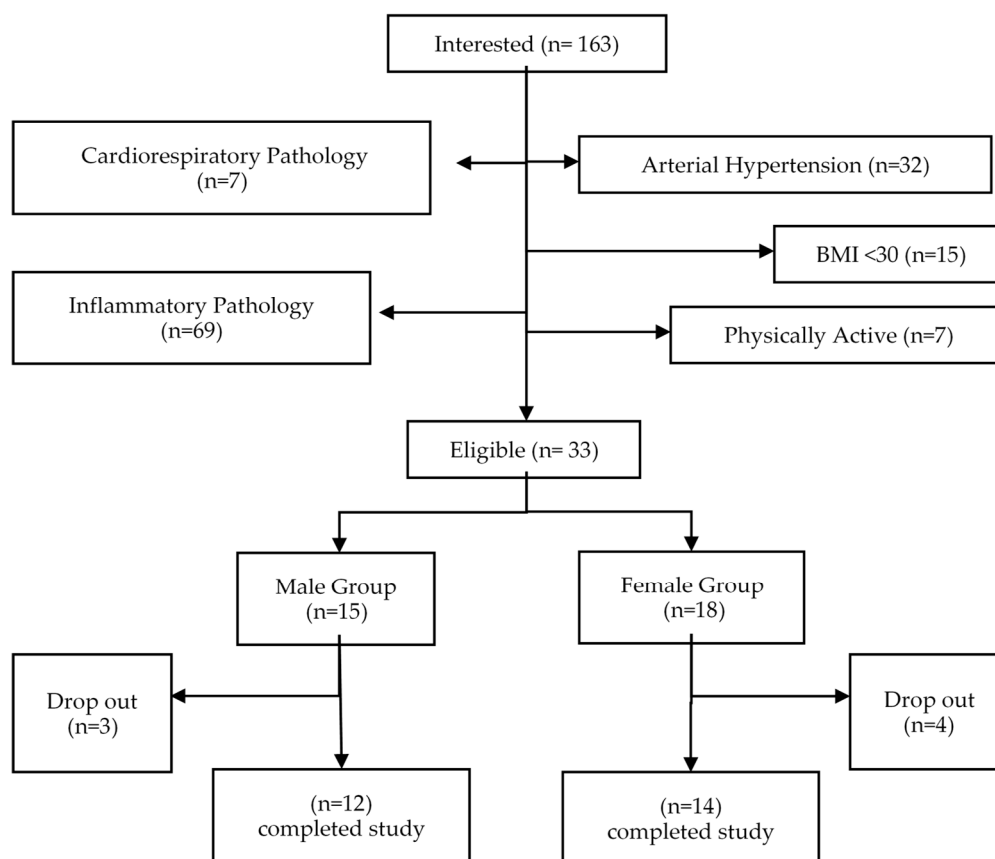 Interested (n= 163)
Cardiorespiratory Pathology
(n=7)
Arterial Hypertension (n=32)
BMI <30 (n=15)
Inflammatory Pathology
(n=69)
Physically Active (n=7)
Eligible (n= 33)
Male Group
(n=15)
Female Group
(n=18)
Drop out
(n=3)
Drop out
(n=4)
(n=12)
completed study
(n=14)
completed study